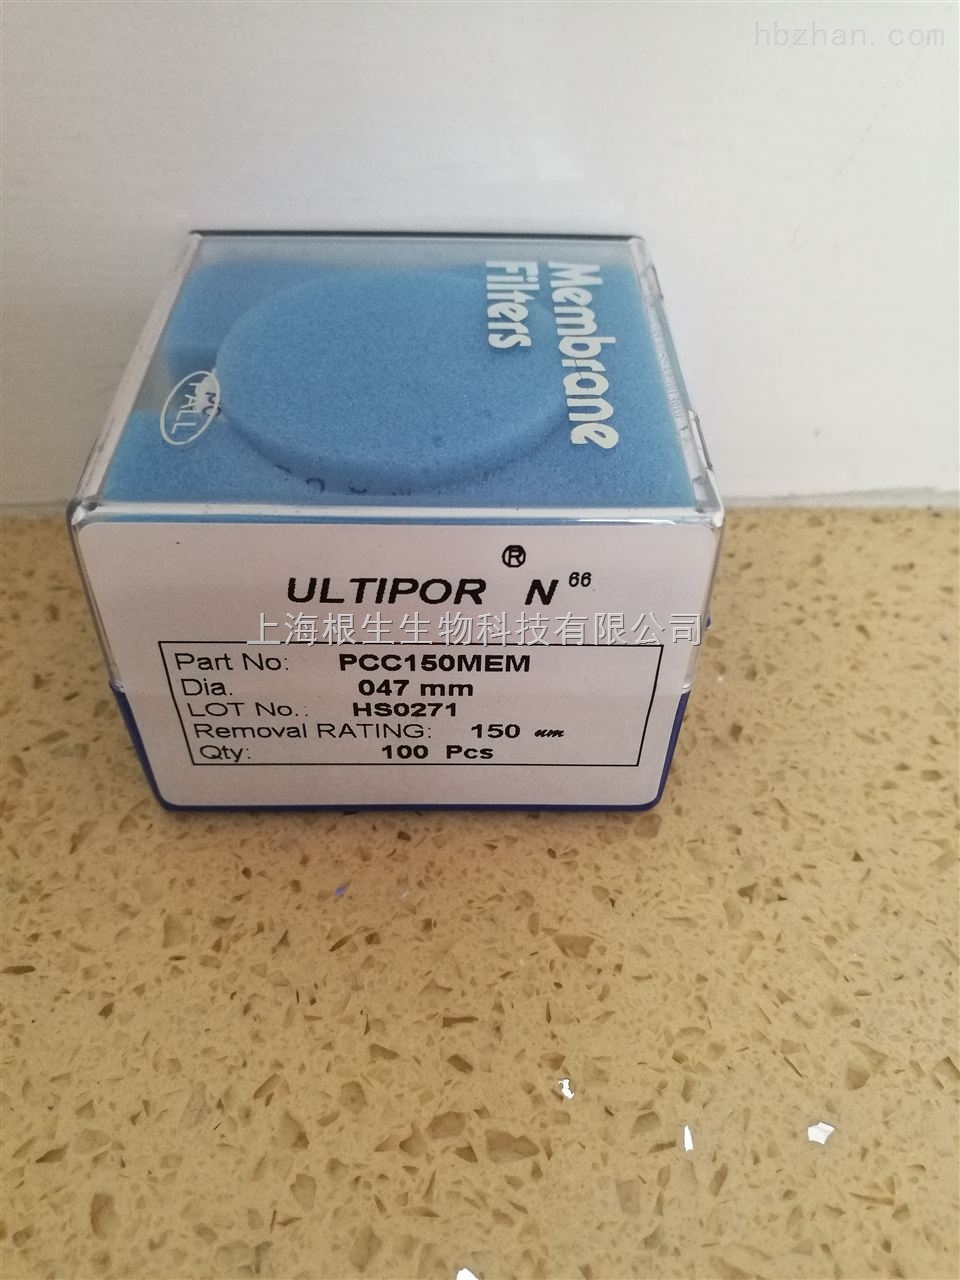 hbzhan.com
Membrane
Filters
PALL
ULTIPOR® N66
上海根生生物科技有限公司
Part No: PCC150MEM
Dia. 047 mm
LOT No.: HS0271
Removal RATING: 150 um
Qty: 100 Pcs